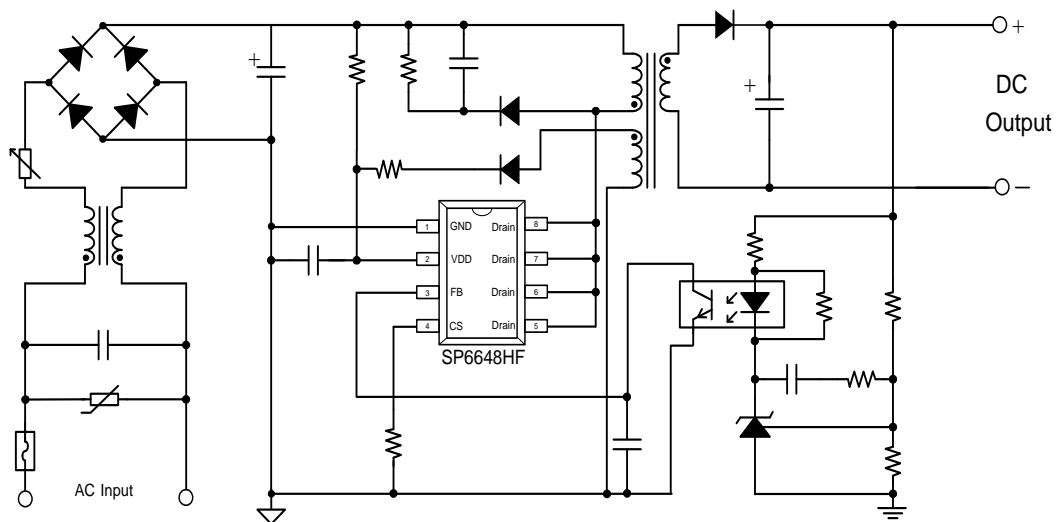 +
+
+
DC
Output
−
1 GND Drain 8
2 VDD Drain 7
3 FB Drain 6
4 CS Drain 5
SP6648HF
AC Input